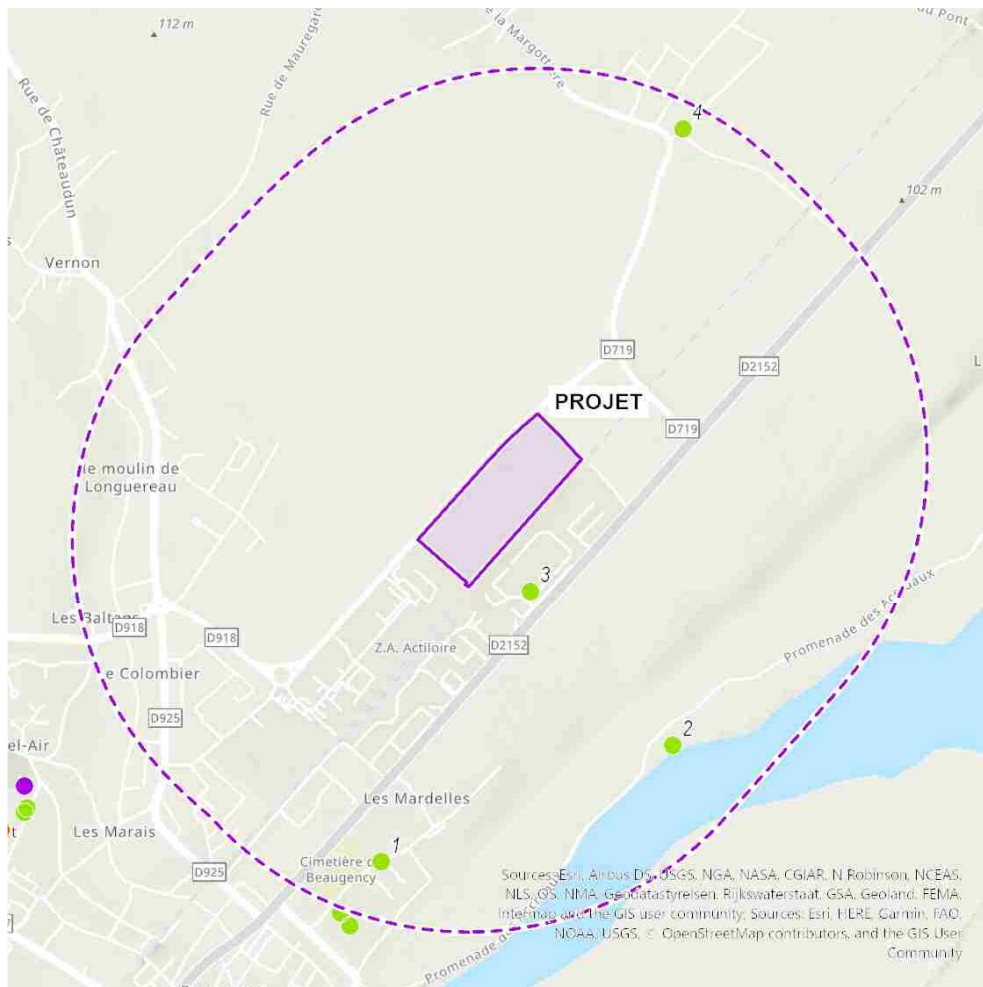 112 m
de la Margottière
du Pont
Rue de Mauregard
Rue de Châteaudun
4
102 m
Vernon
D719
D2152
PROJET
D719
le moulin de
Longuereau
3
Promenade des Accruaux
Les Baltans
D918
D918
Z.A. Actiloire
D2152
e Colombier
D925
2
el-Air
Les Mardelles
Les Marais
1
Cimetière d
Beaugency
D925
Sources: Esri, Airbus DS, USGS, NGA, NASA, CGIAR, N Robinson, NCEAS,
NLS, OS, NMA, Geodatastyrelsen, Rijkswaterstaat, GSA, Geoland, FEMA,
Intermap and the GIS user community, Sources: Esri, HERE, Garmin, FAO,
NOAA, USGS, © OpenStreetMap contributors, and the GIS User
Community
Promenade des